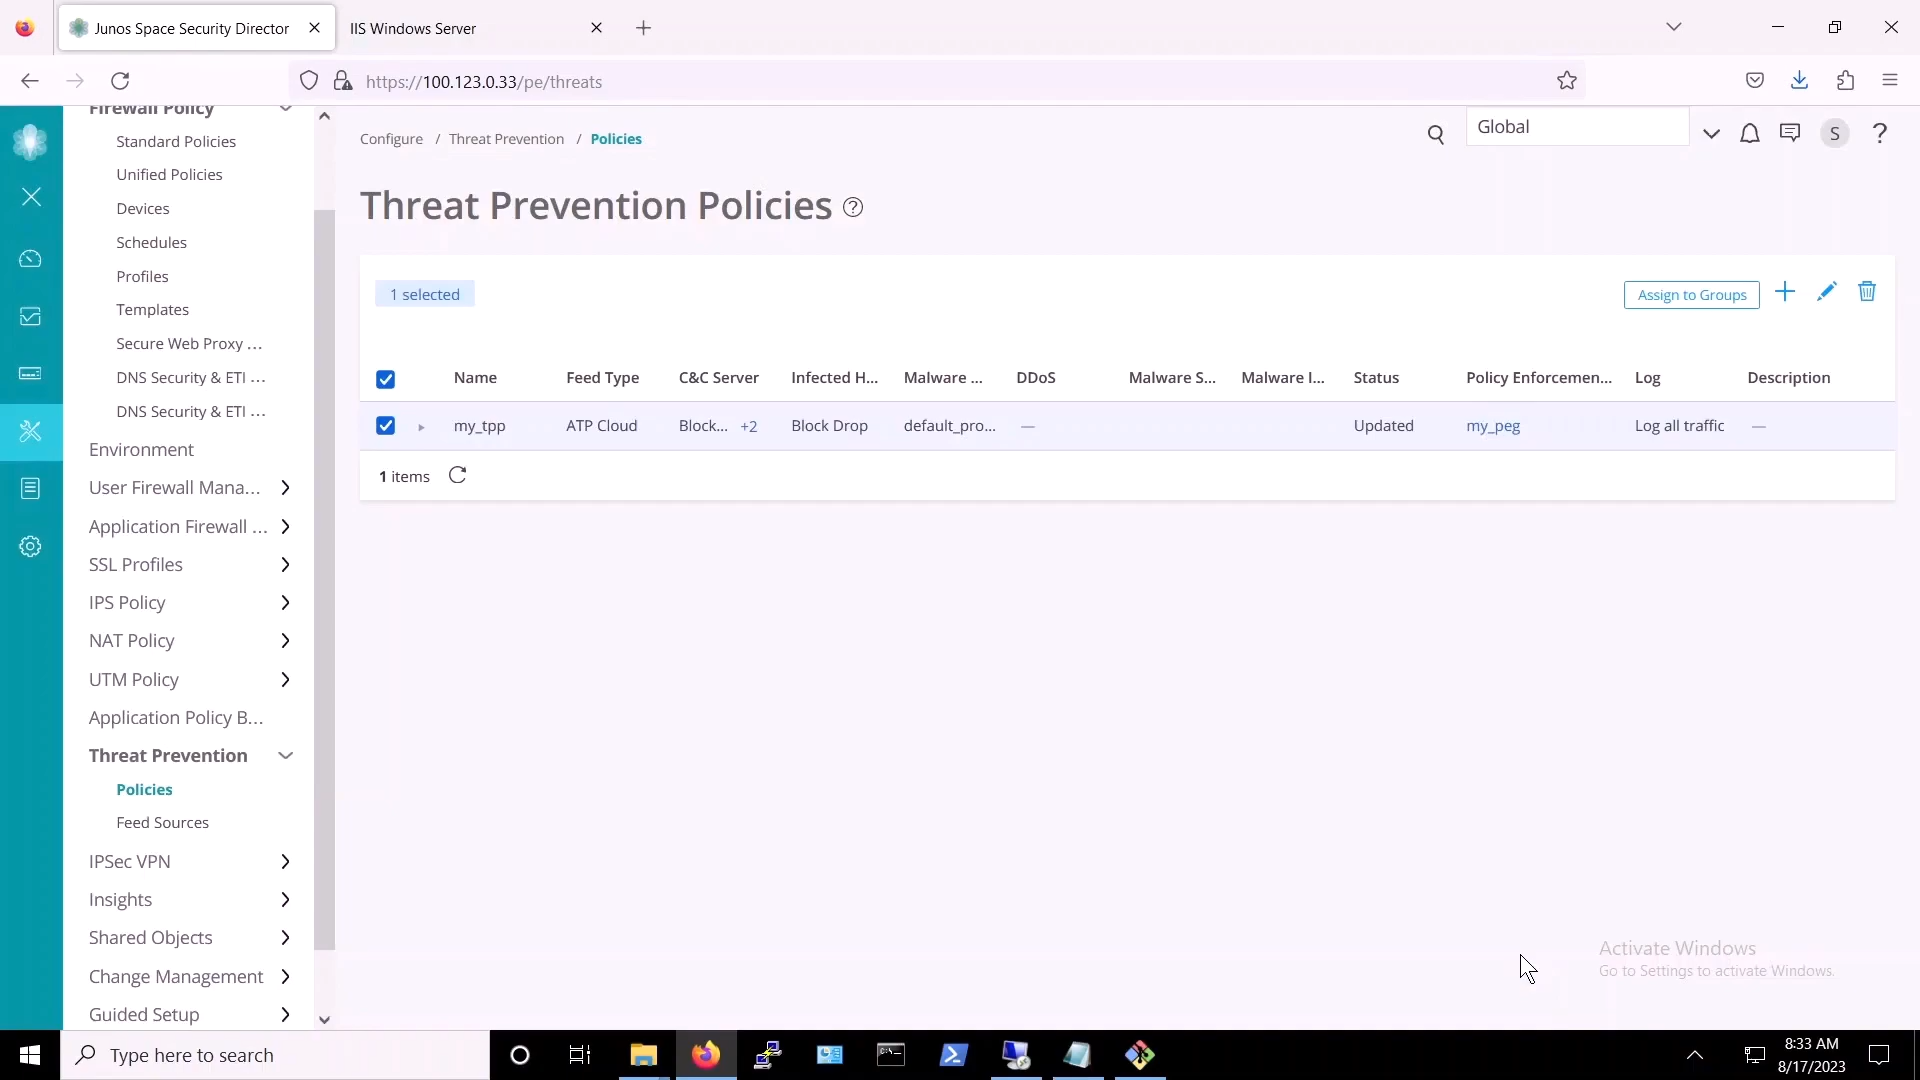 Junos Space Security Director
IIS Windows Server
https://100.123.0.33/pe/threats
Firewall Policy
Standard Policies
Unified Policies
Devices
Schedules
Profiles
Templates
Secure Web Proxy ...
DNS Security & ETI ...
DNS Security & ETI ...
Environment
User Firewall Mana...
Application Firewall ...
SSL Profiles
IPS Policy
NAT Policy
UTM Policy
Application Policy B...
Threat Prevention
Policies
Feed Sources
IPSec VPN
Insights
Shared Objects
Change Management
Guided Setup
Configure / Threat Prevention / Policies
Global
S
?
Threat Prevention Policies ?
1 selected
Assign to Groups
Name Feed Type C&C Server Infected H... Malware ... DDoS Malware S... Malware I... Status Policy Enforcemen... Log Description
my_tpp ATP Cloud Block... +2 Block Drop default_pro... — Updated my_peg Log all traffic —
1 items
Activate Windows
Go to Settings to activate Windows.
Type here to search
8:33 AM
8/17/2023